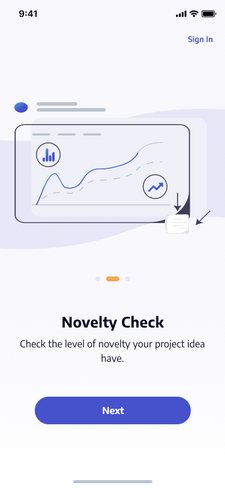 9:41
Sign In
Novelty Check
Check the level of novelty your project idea
have.
Next